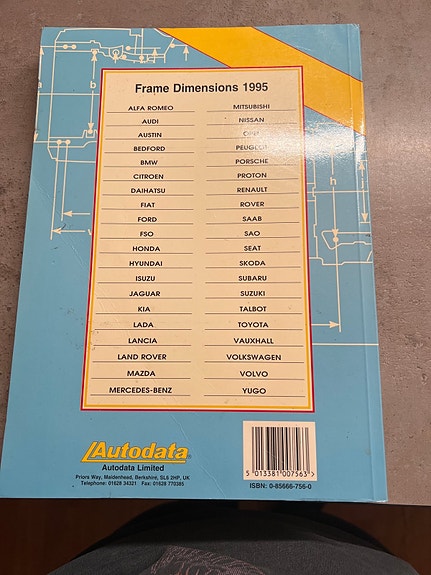 Frame Dimensions 1995
ALFA ROMEO
AUDI
AUSTIN
BEDFORD
BMW
CITROEN
DAIHATSU
FIAT
FORD
FSO
HONDA
HYUNDAI
ISUZU
JAGUAR
KIA
LADA
LANCIA
LAND ROVER
MAZDA
MERCEDES-BENZ
MITSUBISHI
NISSAN
OPEL
PEUGEOT
PORSCHE
PROTON
RENAULT
ROVER
SAAB
SAO
SEAT
SKODA
SUBARU
SUZUKI
TALBOT
TOYOTA
VAUXHALL
VOLKSWAGEN
VOLVO
YUGO
b
h
Autodata
Autodata Limited
Priors Way, Maidenhead, Berkshire, SL6 2HP, UK
Telephone: 01628 34321 Fax: 01628 770385
5 013381 007563 >
ISBN: 0-85666-756-0